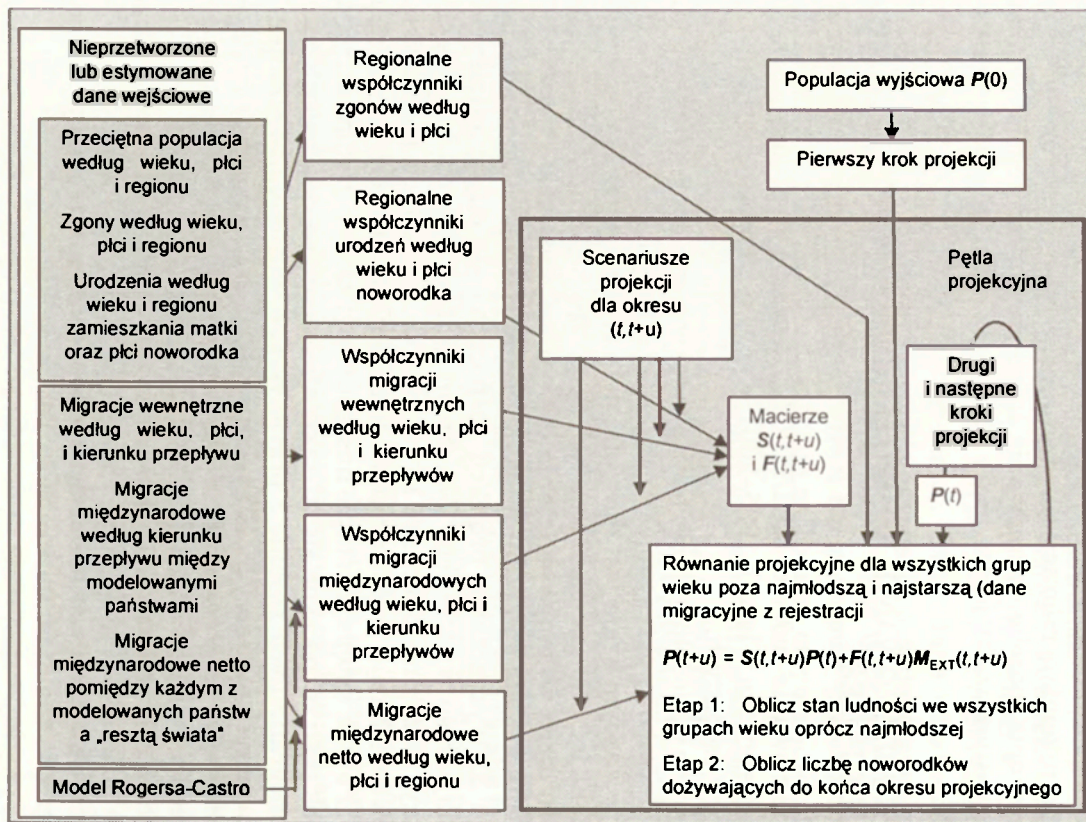 Nieprzetworzone
lub estymowane
dane wejściowe
Przeciętna populacja
według wieku, płci
i regionu
Zgony według wieku,
płci i regionu
Urodzenia według
wieku i regionu
zamieszkania matki
oraz płci noworodka
Migracje wewnętrzne
według wieku, płci,
i kierunku przepływu
Migracje
międzynarodowe
według kierunku
przepływu między
modelowanymi
państwami
Migracje
międzynarodowe netto
pomiędzy każdym z
modelowanych państw
a „resztą świata"
Model Rogersa-Castro
Regionalne
współczynniki
zgonów według
wieku i płci
Regionalne
współczynniki
urodzeń według
wieku i płci
noworodka
Współczynniki
migracji
wewnętrznych
według wieku, płci
i kierunku
przepływów
Współczynniki
migracji
międzynarodowych
według wieku, płci i
kierunku
przepływów
Migracje
międzynarodowe
netto według wieku,
płci i regionu
Populacja wyjściowa P(0)
Pierwszy krok projekcji
Scenariusze
projekcji
dla okresu
(t,t+u)
Pętla
projekcyjna
Drugi
i następne
kroki
projekcji
Macierze
S(t,t+u)
i F(t,t+u)
P(t)
Równanie projekcyjne dla wszystkich grup
wieku poza najmłodszą i najstarszą (dane
migracyjne z rejestracji
P(t+u) = S(t,t+u)P(t)+F(t,t+u)M_EXT(t,t+u)
Etap 1: Oblicz stan ludności we wszystkich
grupach wieku oprócz najmłodszej
Etap 2: Oblicz liczbę noworodków
dożywających do końca okresu projekcyjnego